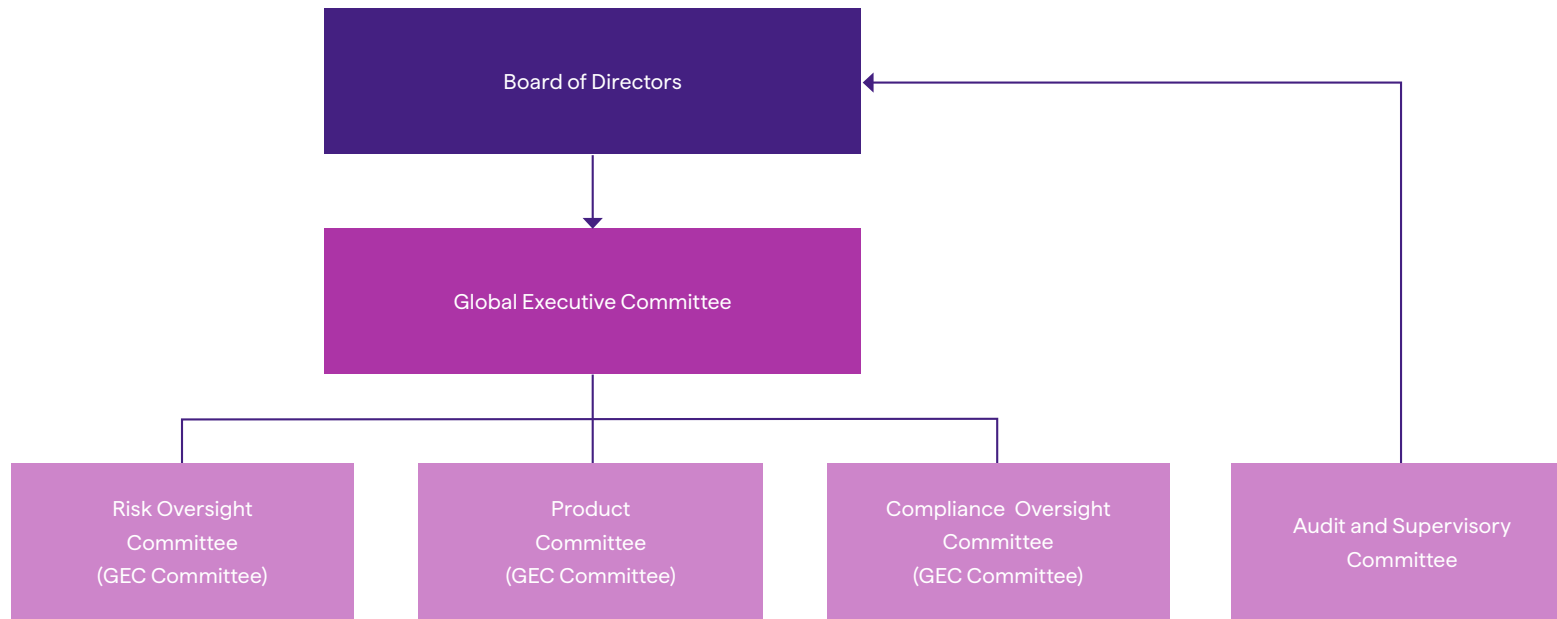 Board of Directors
Global Executive Committee
Risk Oversight
Committee
(GEC Committee)
Product
Committee
(GEC Committee)
Compliance  Oversight
Committee
(GEC Committee)
Audit and Supervisory
Committee